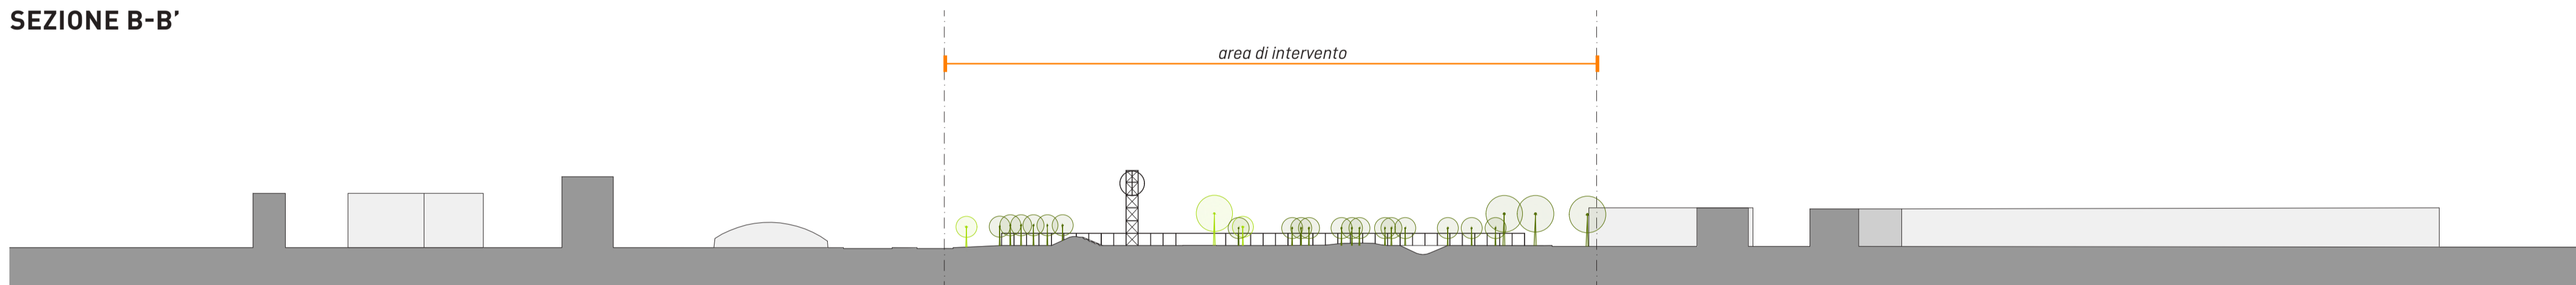 SEZIONE B-B’
area di intervento